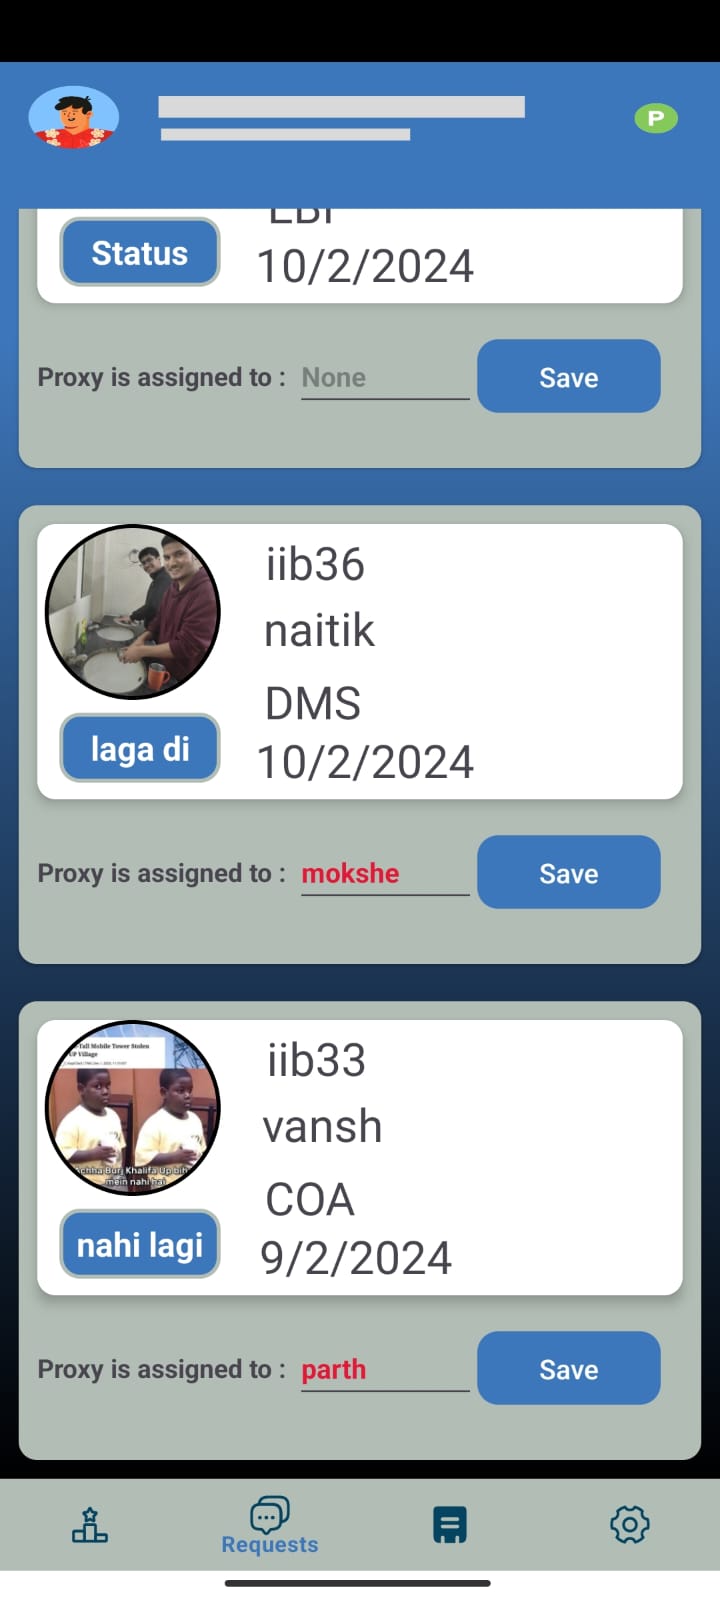 P
Status
10/2/2024
Proxy is assigned to : None Save
iib36
naitik
DMS
laga di
10/2/2024
Proxy is assigned to : mokshe Save
-Tall Mobile Tower Stolen
UP Village
Achha Burj Khalifa Up bih
mein nahi hai
iib33
vansh
COA
nahi lagi
9/2/2024
Proxy is assigned to : parth Save
Requests